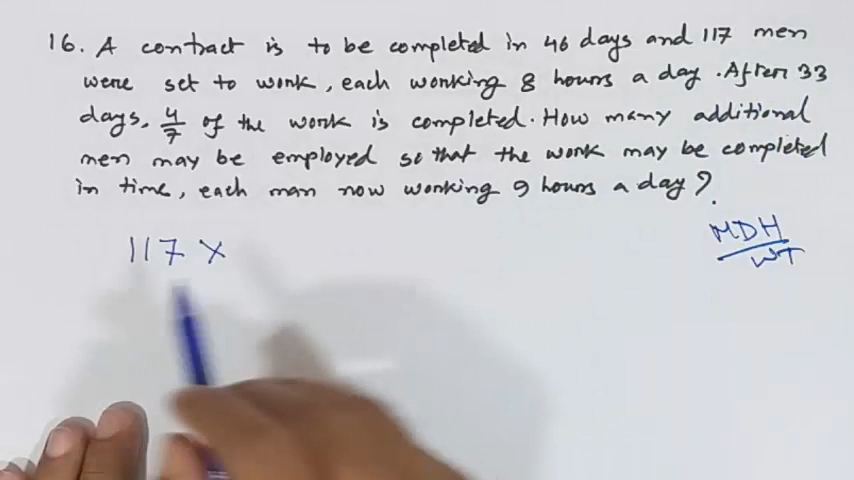 16. A contract is to be completed in 46 days and 117 men
were set to work, each working 8 hours a day. After 33
days, 4/7 of the work is completed. How many additional
men may be employed so that the work may be completed
in time, each man now working 9 hours a day?
MDH
WT
117 ×